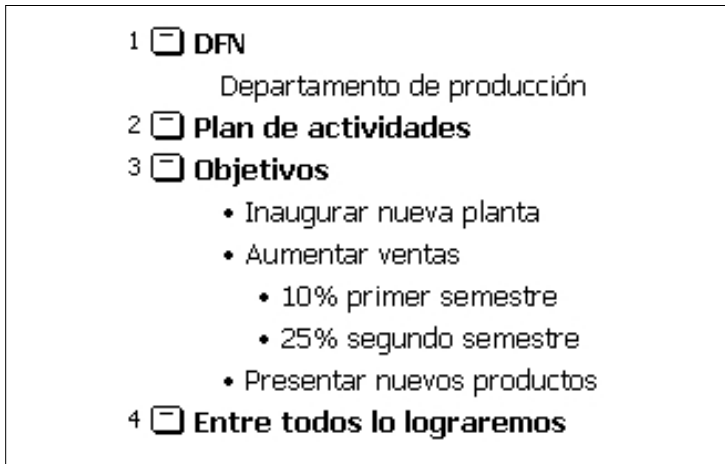 1 DFN
Departamento de producción
2 Plan de actividades
3 Objetivos
• Inaugurar nueva planta
• Aumentar ventas
• 10% primer semestre
• 25% segundo semestre
• Presentar nuevos productos
4 Entre todos lo lograremos